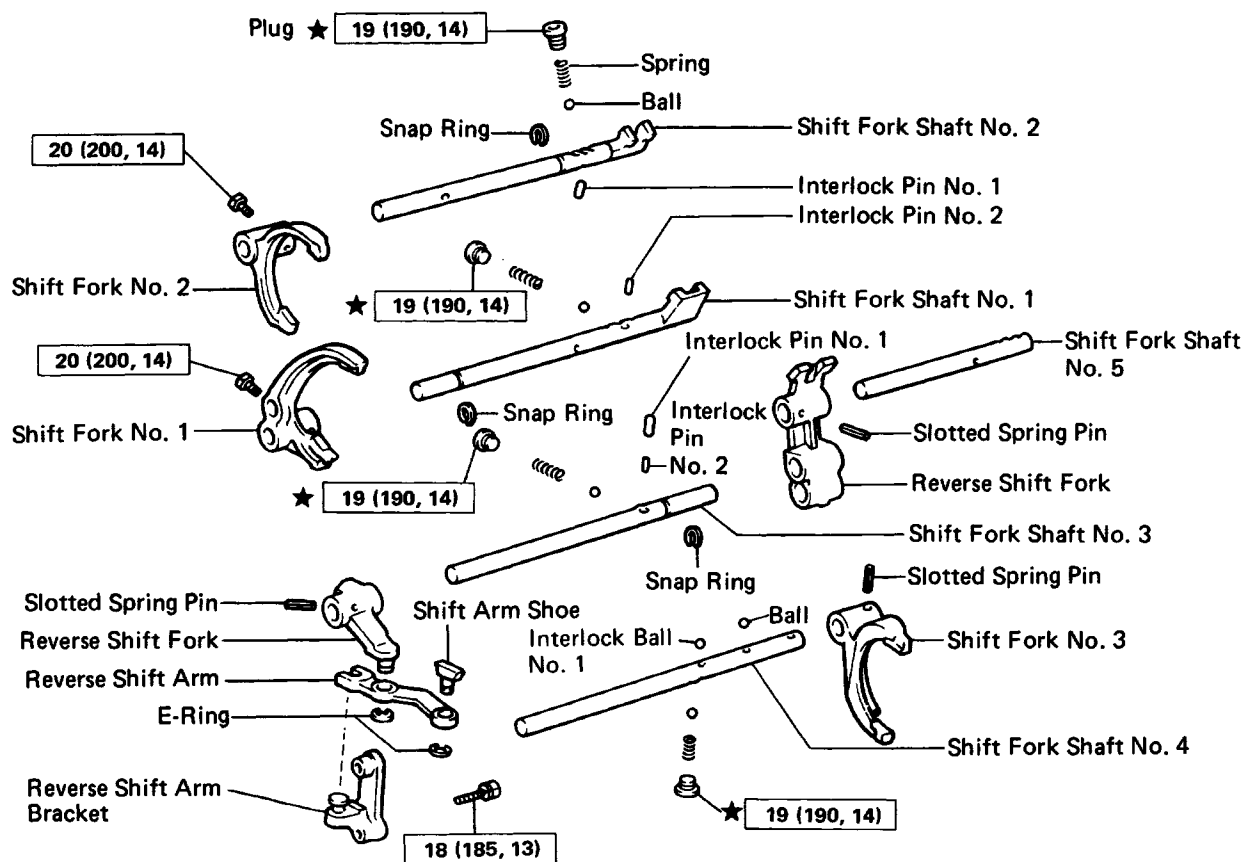 Plug ★ 19 (190, 14)
Spring
Ball
Snap Ring
Shift Fork Shaft No. 2
20 (200, 14)
Interlock Pin No. 1
Interlock Pin No. 2
Shift Fork No. 2
★ 19 (190, 14)
Shift Fork Shaft No. 1
20 (200, 14)
Interlock Pin No. 1
Shift Fork Shaft
No. 5
Snap Ring
Interlock
Pin
No. 2
Shift Fork No. 1
Slotted Spring Pin
Reverse Shift Fork
★ 19 (190, 14)
Shift Fork Shaft No. 3
Snap Ring
Slotted Spring Pin
Slotted Spring Pin
Shift Arm Shoe
Reverse Shift Fork
Interlock Ball
No. 1
Ball
Shift Fork No. 3
Reverse Shift Arm
E-Ring
Shift Fork Shaft No. 4
Reverse Shift Arm
Bracket
★ 19 (190, 14)
18 (185, 13)